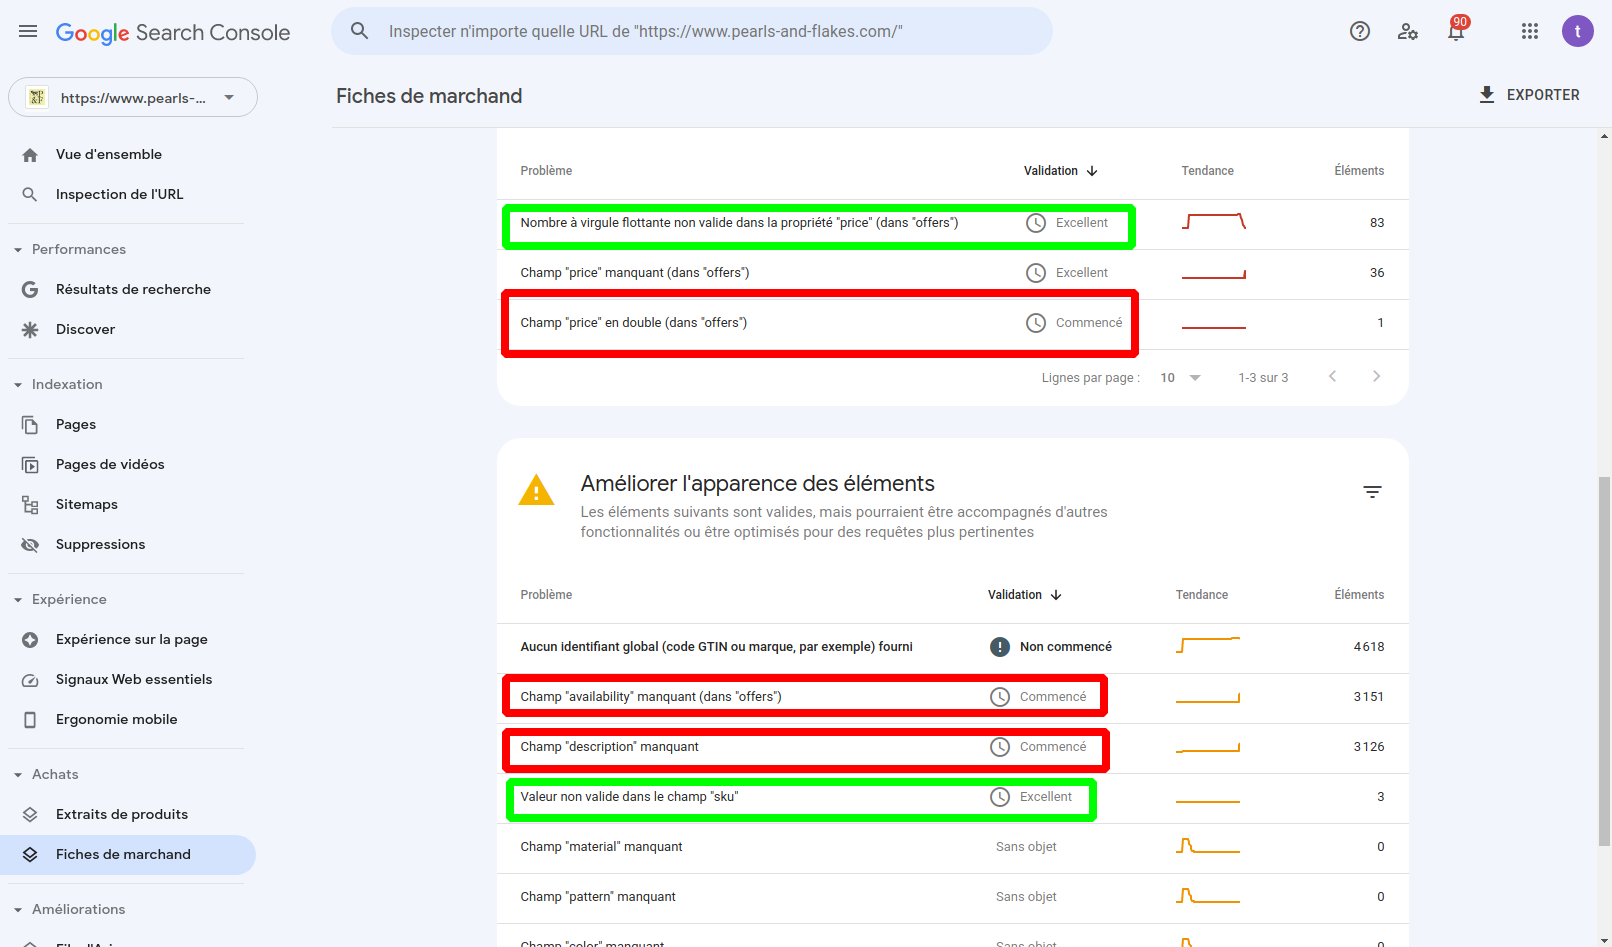 Google Search Console
Inspecter n'importe quelle URL de "https://www.pearls-and-flakes.com/"
90
t
https://www.pearls-...
Fiches de marchand
EXPORTER
Vue d'ensemble
Inspection de l'URL
Performances
Résultats de recherche
Discover
Indexation
Pages
Pages de vidéos
Sitemaps
Suppressions
Expérience
Expérience sur la page
Signaux Web essentiels
Ergonomie mobile
Achats
Extraits de produits
Fiches de marchand
Améliorations
Problème Validation Tendance Éléments
Nombre à virgule flottante non valide dans la propriété "price" (dans "offers") Excellent 83
Champ "price" manquant (dans "offers") Excellent 36
Champ "price" en double (dans "offers") Commencé 1
Lignes par page : 10 1-3 sur 3
Améliorer l'apparence des éléments
Les éléments suivants sont valides, mais pourraient être accompagnés d'autres
fonctionnalités ou être optimisés pour des requêtes plus pertinentes
Problème Validation Tendance Éléments
Aucun identifiant global (code GTIN ou marque, par exemple) fourni Non commencé 4 618
Champ "availability" manquant (dans "offers") Commencé 3 151
Champ "description" manquant Commencé 3 126
Valeur non valide dans le champ "sku" Excellent 3
Champ "material" manquant Sans objet 0
Champ "pattern" manquant Sans objet 0
Champ "color" manquant Sans objet 0